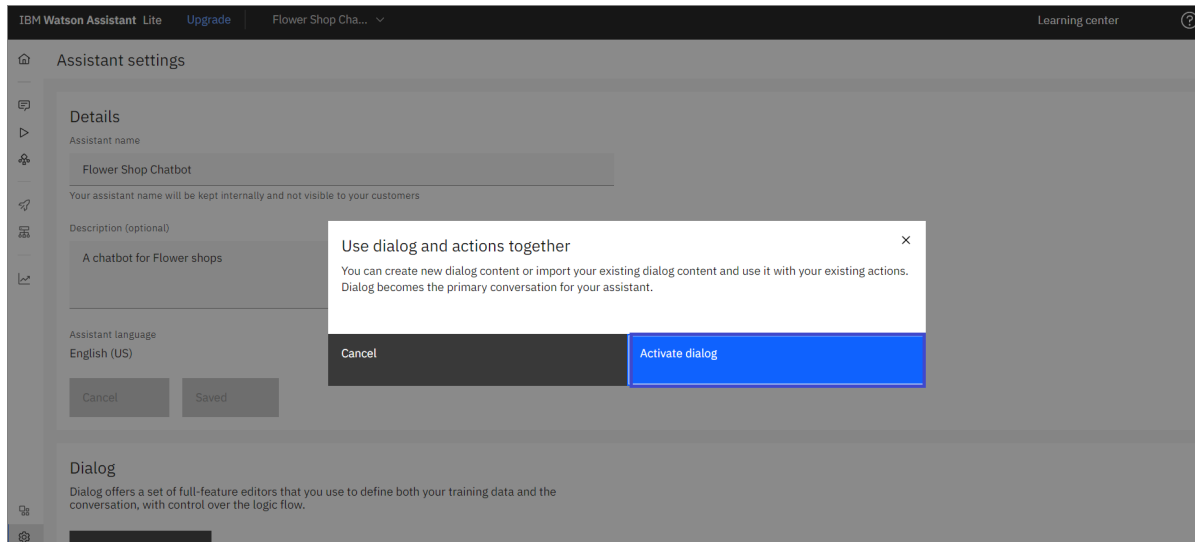 IBM Watson Assistant Lite Upgrade Flower Shop Cha... Learning center
Assistant settings
Details
Assistant name
Flower Shop Chatbot
Your assistant name will be kept internally and not visible to your customers
Description (optional)
A chatbot for Flower shops
Use dialog and actions together
You can create new dialog content or import your existing dialog content and use it with your existing actions.
Dialog becomes the primary conversation for your assistant.
Cancel Activate dialog
Assistant language
English (US)
Cancel Saved
Dialog
Dialog offers a set of full-feature editors that you use to define both your training data and the
conversation, with control over the logic flow.